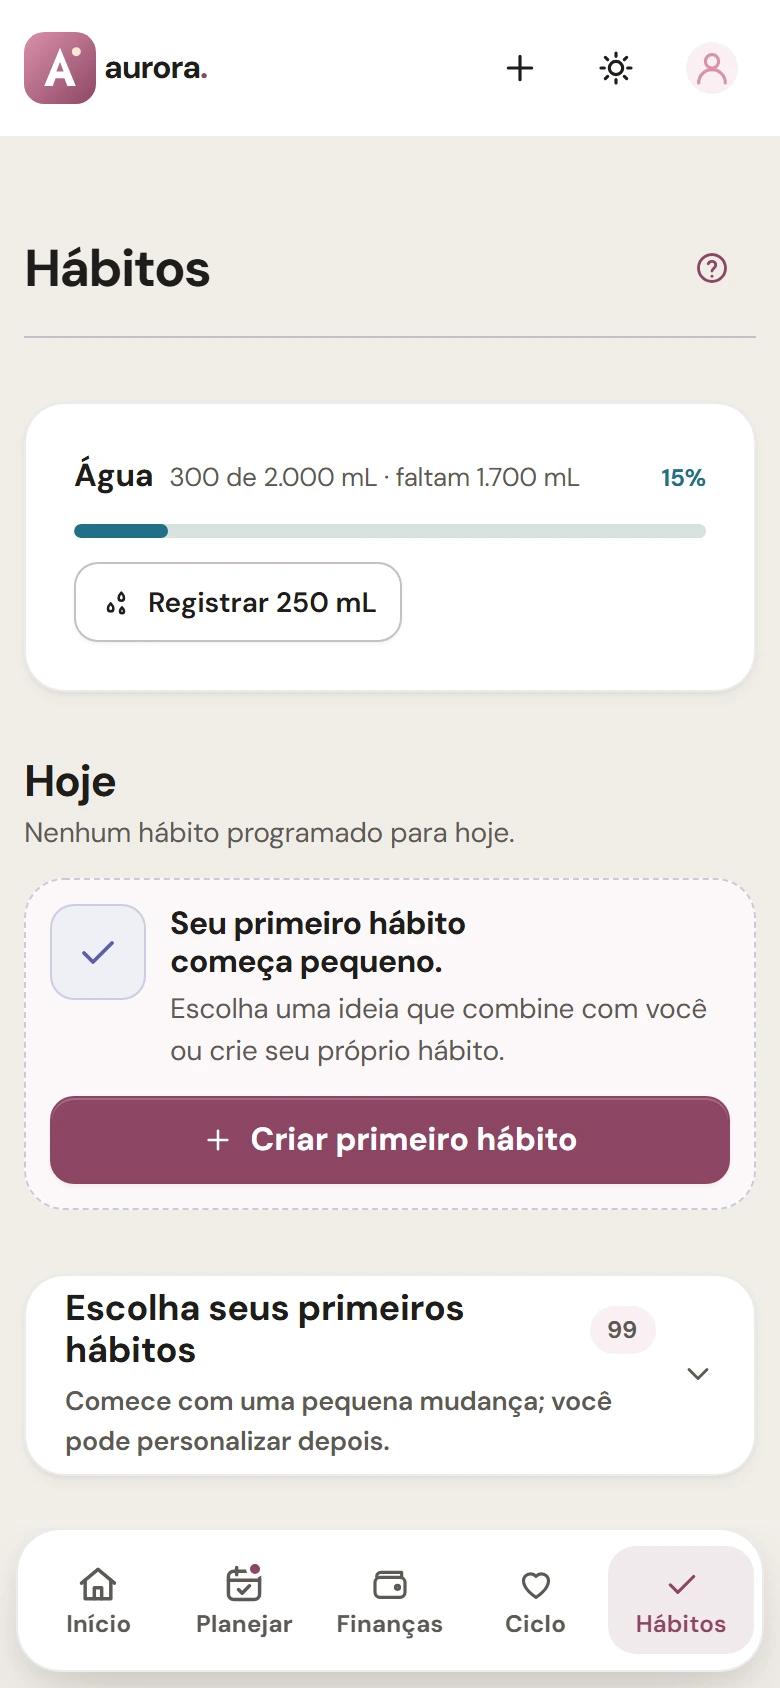 A
aurora.
Hábitos
Água 300 de 2.000 mL · faltam 1.700 mL 15%
Registrar 250 mL
Hoje
Nenhum hábito programado para hoje.
Seu primeiro hábito
começa pequeno.
Escolha uma ideia que combine com você
ou crie seu próprio hábito.
Criar primeiro hábito
Escolha seus primeiros
hábitos
99
Comece com uma pequena mudança; você
pode personalizar depois.
Início Planejar Finanças Ciclo Hábitos